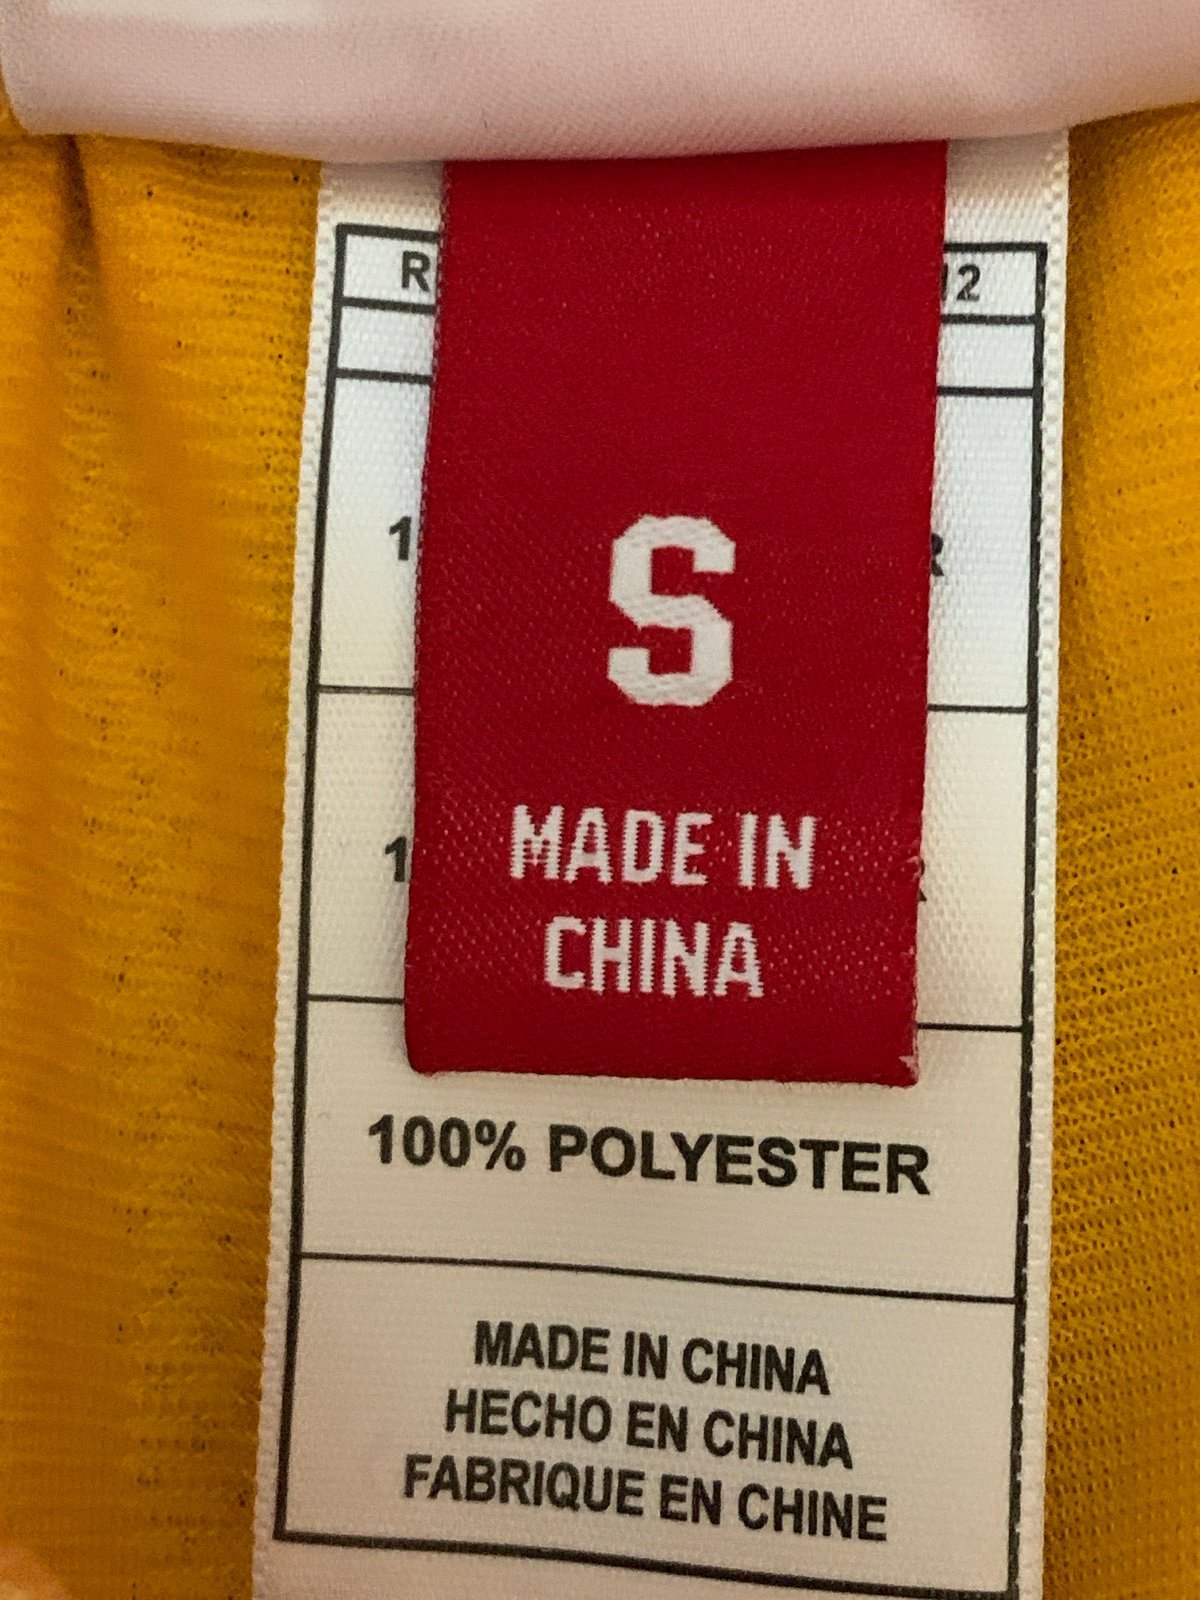 S
MADE IN
CHINA
100% POLYESTER
MADE IN CHINA
HECHO EN CHINA
FABRIQUE EN CHINE